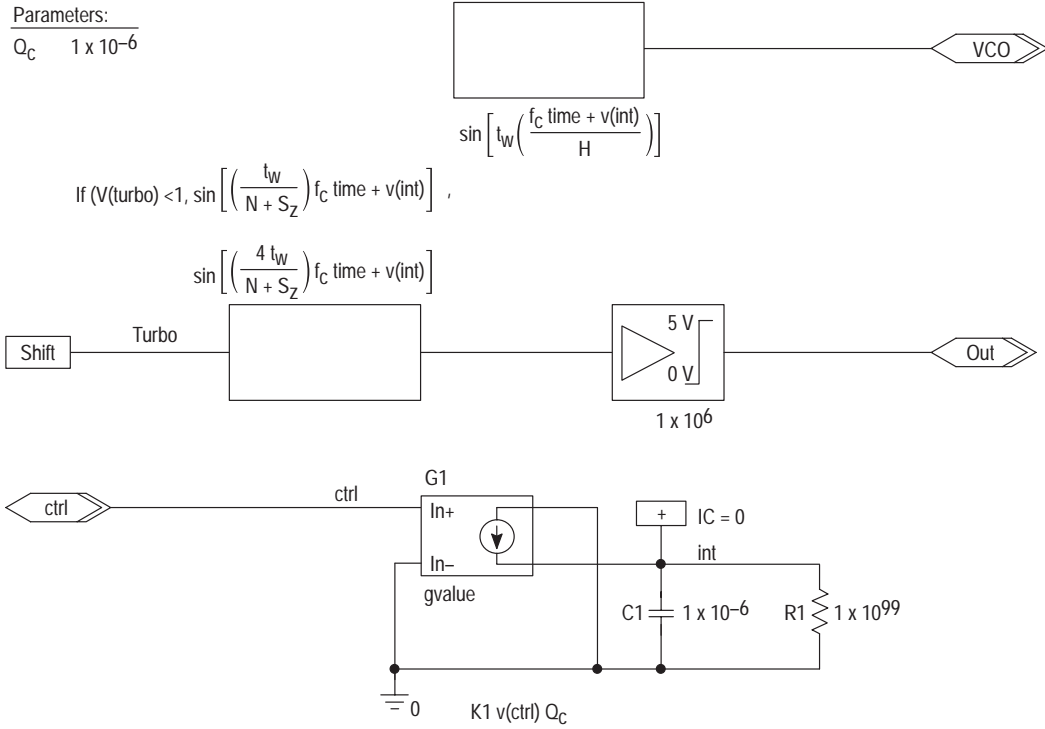 Parameters:
Q_C 1 x 10^–6
VCO
sin [ t_W ( (f_C time + v(int)) / H ) ]
If (V(turbo) <1, sin [ ( t_W / (N + S_Z) ) f_C time + v(int) ] ,
sin [ ( 4 t_W / (N + S_Z) ) f_C time + v(int) ]
Shift
Turbo
5 V
0 V
1 x 10^6
Out
ctrl
ctrl
G1
In+
In–
gvalue
+
IC = 0
int
C1
1 x 10^–6
R1
1 x 10^99
0
K1 v(ctrl) Q_C